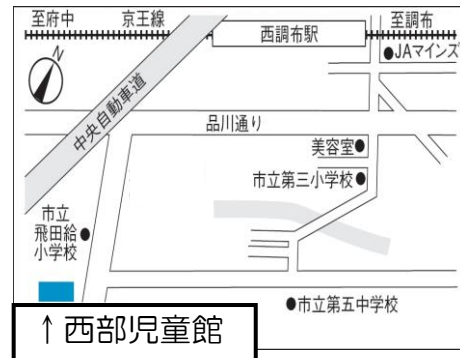 至府中
京王線
至調布
西調布駅
N
●JAマインズ
中央自動車道
品川通り
美容室●
市立第三小学校●
市立
飛田給●
小学校
●市立第五中学校
↑西部児童館